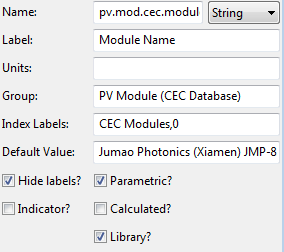 Name: pv.mod.cec.modul String
Label: Module Name
Units:
Group: PV Module (CEC Database)
Index Labels: CEC Modules,0
Default Value: Jumao Photonics (Xiamen) JMP-8
Hide labels? Parametric?
Indicator? Calculated?
Library?